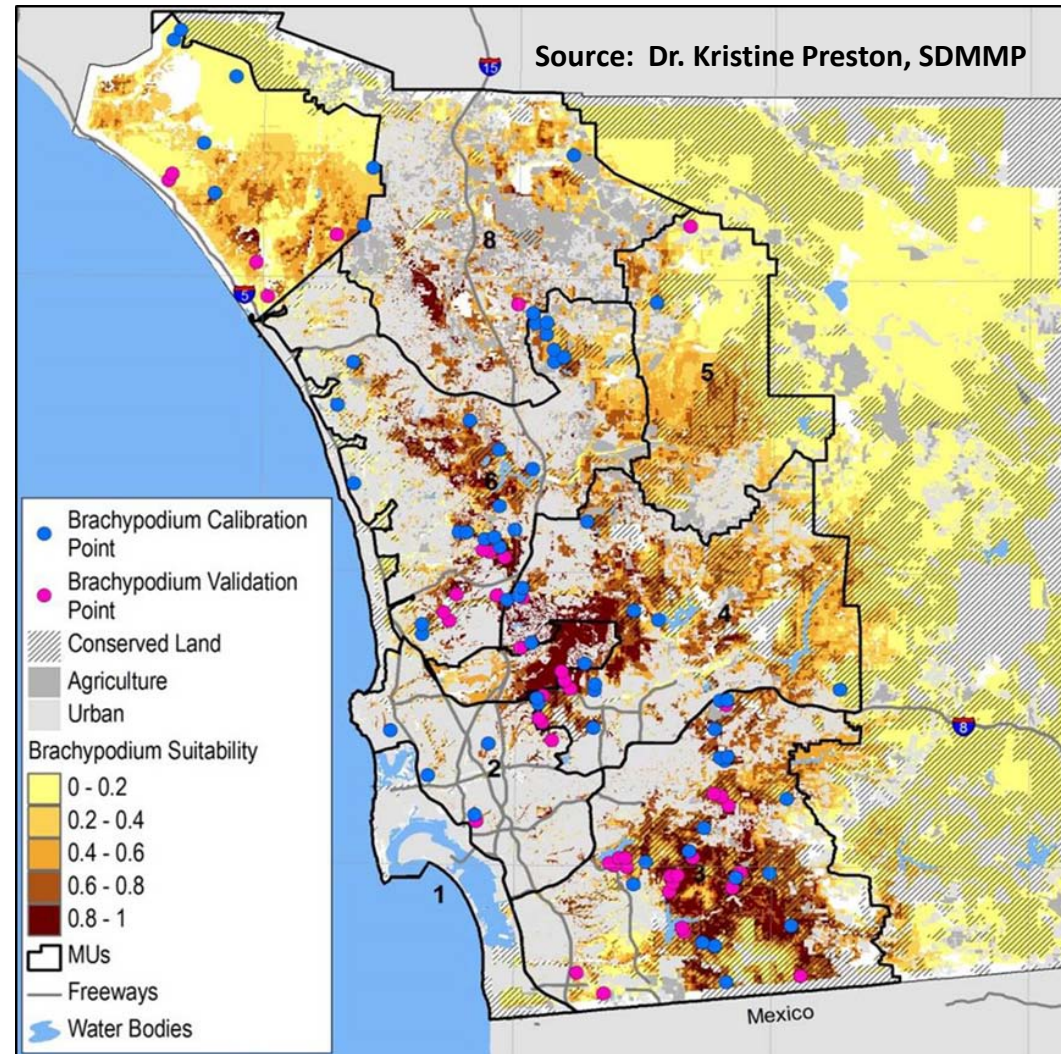 Source: Dr. Kristine Preston, SDMMP
15
8
5
5
6
4
8
2
3
1
Mexico
Brachypodium Calibration
Point
Brachypodium Validation
Point
Conserved Land
Agriculture
Urban
Brachypodium Suitability
0 - 0.2
0.2 - 0.4
0.4 - 0.6
0.6 - 0.8
0.8 - 1
MUs
Freeways
Water Bodies